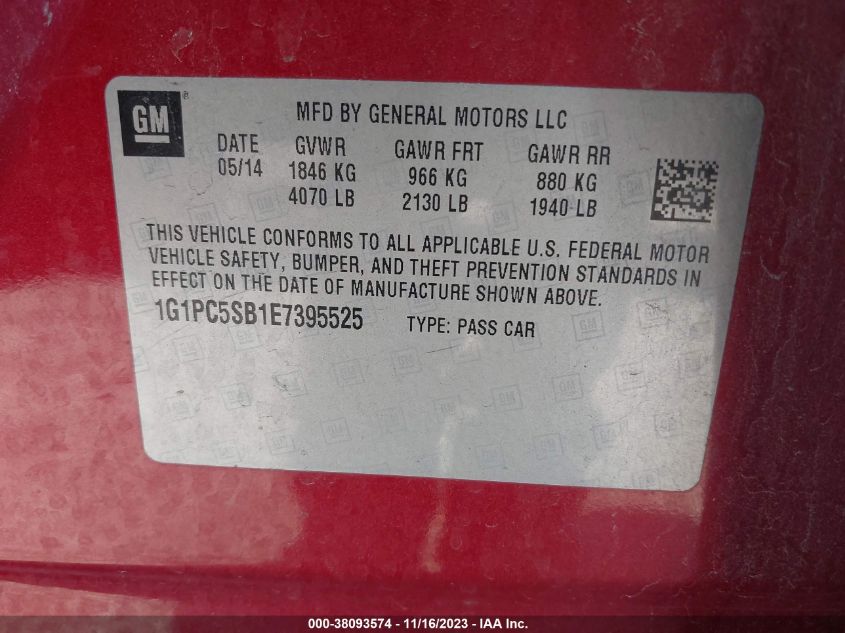 GM®
MFD BY GENERAL MOTORS LLC
DATE GVWR GAWR FRT GAWR RR
05/14 1846 KG 966 KG 880 KG
4070 LB 2130 LB 1940 LB
THIS VEHICLE CONFORMS TO ALL APPLICABLE U.S. FEDERAL MOTOR
VEHICLE SAFETY, BUMPER, AND THEFT PREVENTION STANDARDS IN
EFFECT ON THE DATE OF MANUFACTURE SHOWN ABOVE.
1G1PC5SB1E7395525 TYPE: PASS CAR
000-38093574 - 11/16/2023 - IAA Inc.